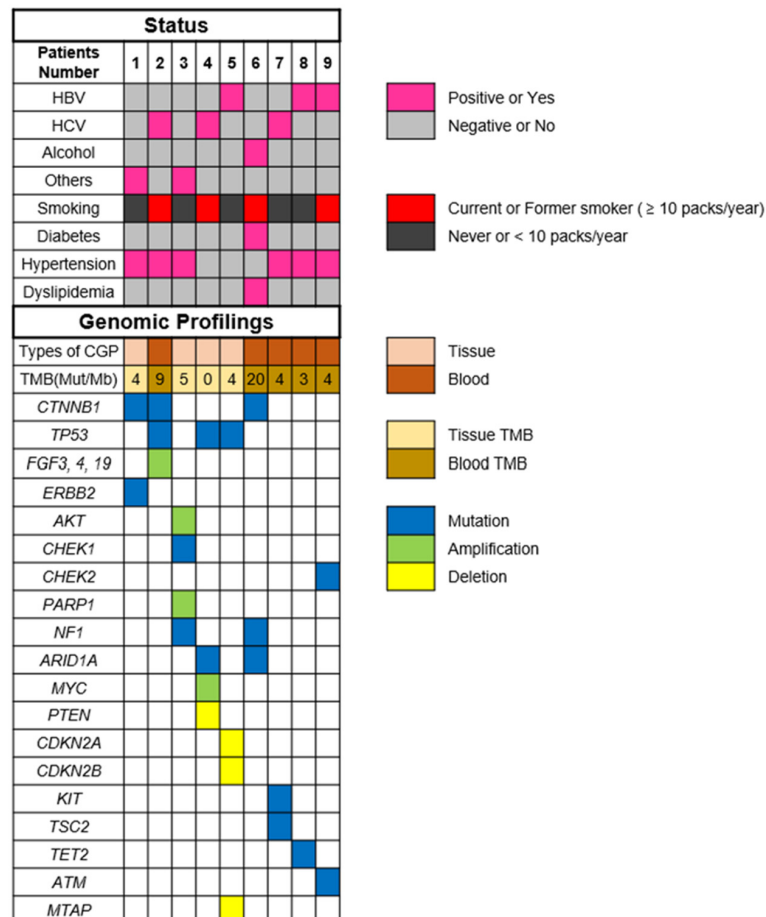 Status
Patients Number 1 2 3 4 5 6 7 8 9
HBV
HCV
Alcohol
Others
Smoking
Diabetes
Hypertension
Dyslipidemia
Genomic Profilings
Types of CGP
TMB(Mut/Mb) 4 9 5 0 4 20 4 3 4
CTNNB1
TP53
FGF3, 4, 19
ERBB2
AKT
CHEK1
CHEK2
PARP1
NF1
ARID1A
MYC
PTEN
CDKN2A
CDKN2B
KIT
TSC2
TET2
ATM
MTAP
Positive or Yes
Negative or No
Current or Former smoker ( ≥ 10 packs/year)
Never or < 10 packs/year
Tissue
Blood
Tissue TMB
Blood TMB
Mutation
Amplification
Deletion